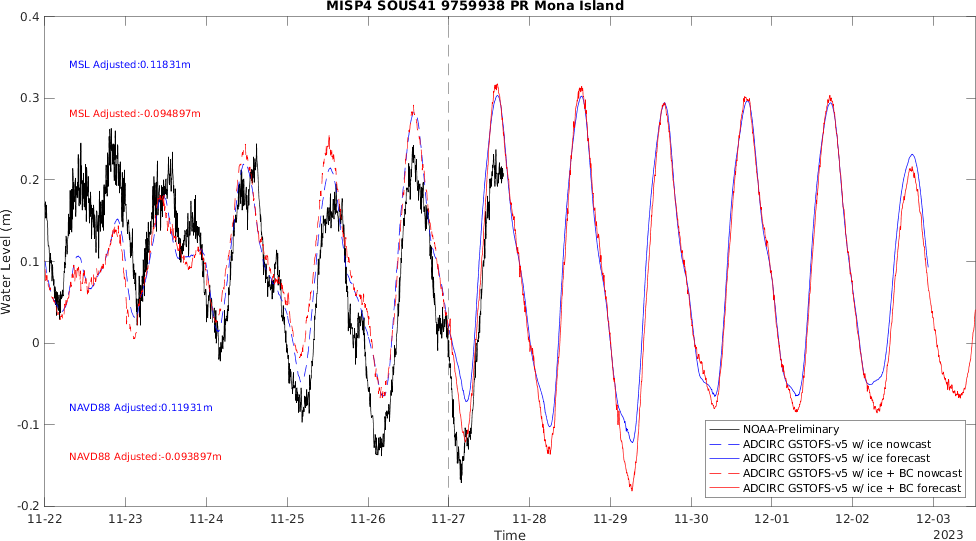 MISP4 SOUS41 9759938 PR Mona Island
0.4
0.3
0.2
0.1
0
-0.1
-0.2
Water Level (m)
MSL Adjusted:0.11831m
MSL Adjusted:-0.094897m
NAVD88 Adjusted:0.11931m
NAVD88 Adjusted:-0.093897m
NOAA-Preliminary
ADCIRC GSTOFS-v5 w/ ice nowcast
ADCIRC GSTOFS-v5 w/ ice forecast
ADCIRC GSTOFS-v5 w/ ice + BC nowcast
ADCIRC GSTOFS-v5 w/ ice + BC forecast
11-22 11-23 11-24 11-25 11-26 11-27 11-28 11-29 11-30 12-01 12-02 12-03
Time
2023